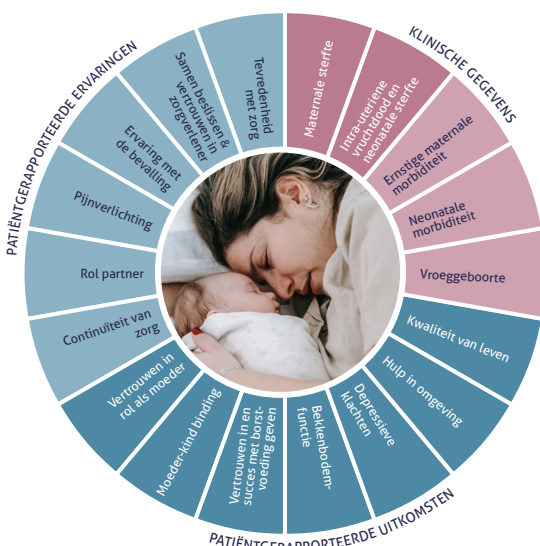 KLINISCHE GEGEVENS
Maternale sterfte
Intra-uteriene
vruchtdood en
neonatale sterfte
Ernstige maternale
morbiditeit
Neonatale
morbiditeit
Vroeggeboorte
PATIËNTGERAPPORTEERDE UITKOMSTEN
Kwaliteit van leven
Hulp in omgeving
Depressieve
klachten
Bekkenbodem-
functie
Vertrouwen in en
succes met borst-
voeding geven
Moeder-kind binding
Vertrouwen in
rol als moeder
PATIËNTGERAPPORTEERDE ERVARINGEN
Continuïteit van
zorg
Rol partner
Pijnverlichting
Ervaring met
de bevalling
Samen beslissen &
vertrouwen in
zorgverlener
Tevredenheid
met zorg